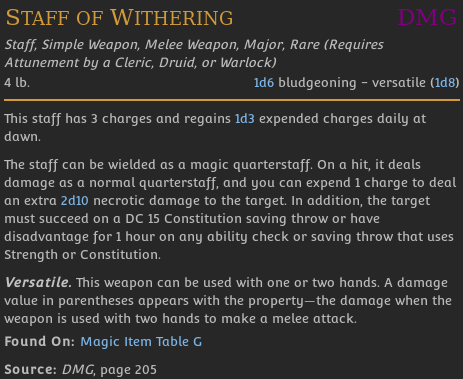 Staff of Withering DMG
Staff, Simple Weapon, Melee Weapon, Major, Rare (Requires
Attunement by a Cleric, Druid, or Warlock)
4 lb. 1d6 bludgeoning – versatile (1d8)
This staff has 3 charges and regains 1d3 expended charges daily at
dawn.
The staff can be wielded as a magic quarterstaff. On a hit, it deals
damage as a normal quarterstaff, and you can expend 1 charge to deal
an extra 2d10 necrotic damage to the target. In addition, the target
must succeed on a DC 15 Constitution saving throw or have
disadvantage for 1 hour on any ability check or saving throw that uses
Strength or Constitution.
Versatile. This weapon can be used with one or two hands. A damage
value in parentheses appears with the property—the damage when the
weapon is used with two hands to make a melee attack.
Found On: Magic Item Table G
Source: DMG, page 205